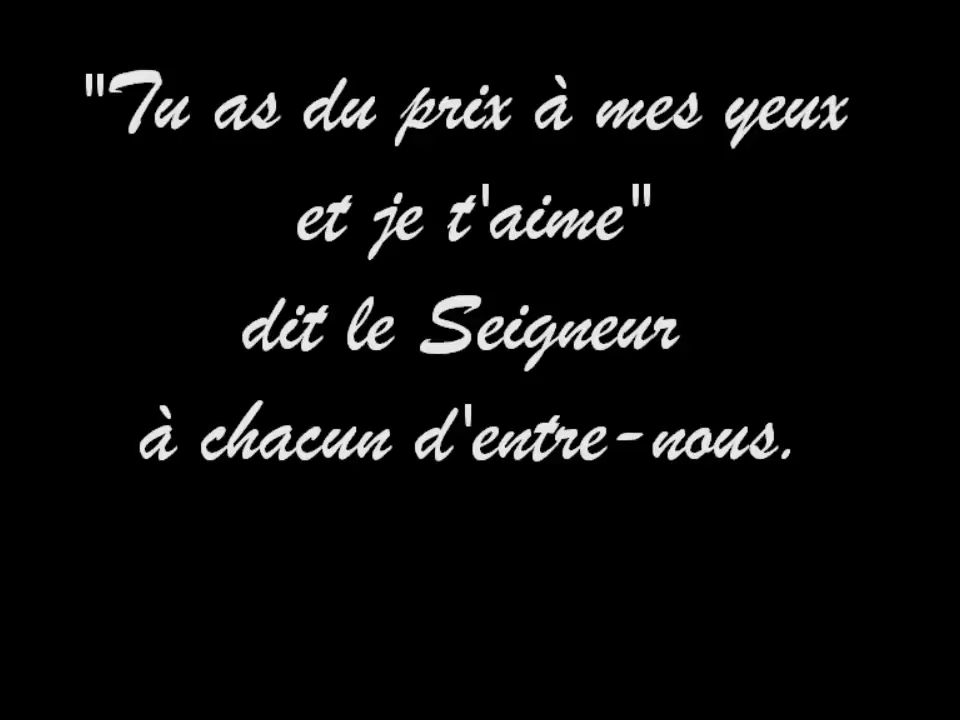 "Tu as du prix à mes yeux
et je t'aime"
dit le Seigneur
à chacun d'entre-nous.